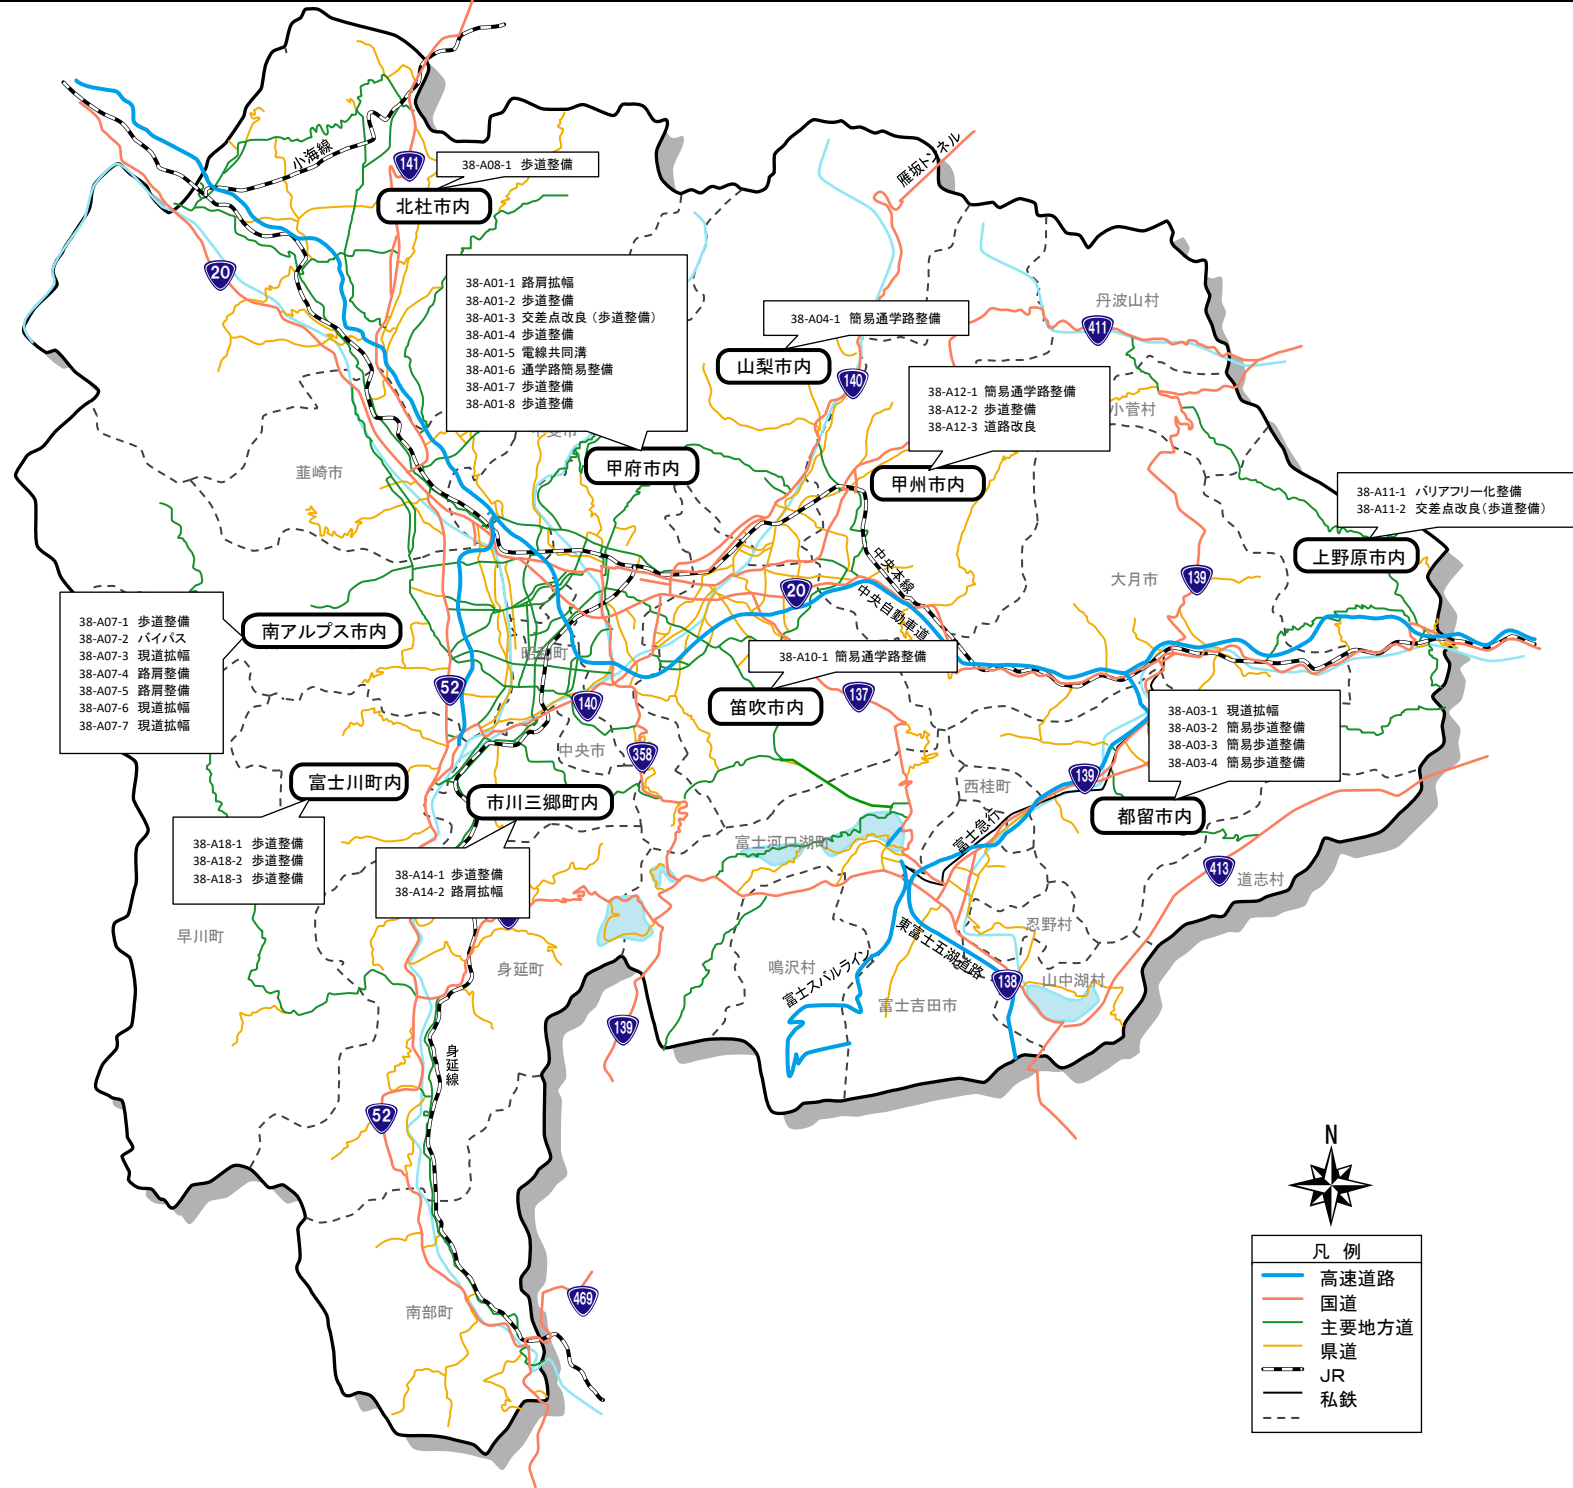 小海線
141
38-A08-1 歩道整備
北杜市内
20
雁坂トンネル
38-A01-1 路肩拡幅
38-A01-2 歩道整備
38-A01-3 交差点改良（歩道整備）
38-A01-4 歩道整備
38-A01-5 電線共同溝
38-A01-6 通学路簡易整備
38-A01-7 歩道整備
38-A01-8 歩道整備
甲府市内
38-A04-1 簡易通学路整備
山梨市内
140
丹波山村
411
38-A12-1 簡易通学路整備
38-A12-2 歩道整備
38-A12-3 道路改良
甲州市内
小菅村
韮崎市
38-A11-1 バリアフリー化整備
38-A11-2 交差点改良（歩道整備）
上野原市内
中央本線
中央自動車道
20
大月市
139
38-A07-1 歩道整備
38-A07-2 バイパス
38-A07-3 現道拡幅
38-A07-4 路肩整備
38-A07-5 路肩整備
38-A07-6 現道拡幅
38-A07-7 現道拡幅
南アルプス市内
昭和町
52
140
38-A10-1 簡易通学路整備
笛吹市内
137
38-A03-1 現道拡幅
38-A03-2 簡易歩道整備
38-A03-3 簡易歩道整備
38-A03-4 簡易歩道整備
都留市内
中央市
358
富士川町内
市川三郷町内
西桂町
139
富士急行
38-A18-1 歩道整備
38-A18-2 歩道整備
38-A18-3 歩道整備
38-A14-1 歩道整備
38-A14-2 路肩拡幅
富士河口湖町
413
道志村
早川町
身延町
鳴沢村
富士スバルライン
東富士五湖道路
忍野村
138
山中湖村
富士吉田市
139
身延線
52
469
南部町
N
凡 例
高速道路
国道
主要地方道
県道
JR
私鉄